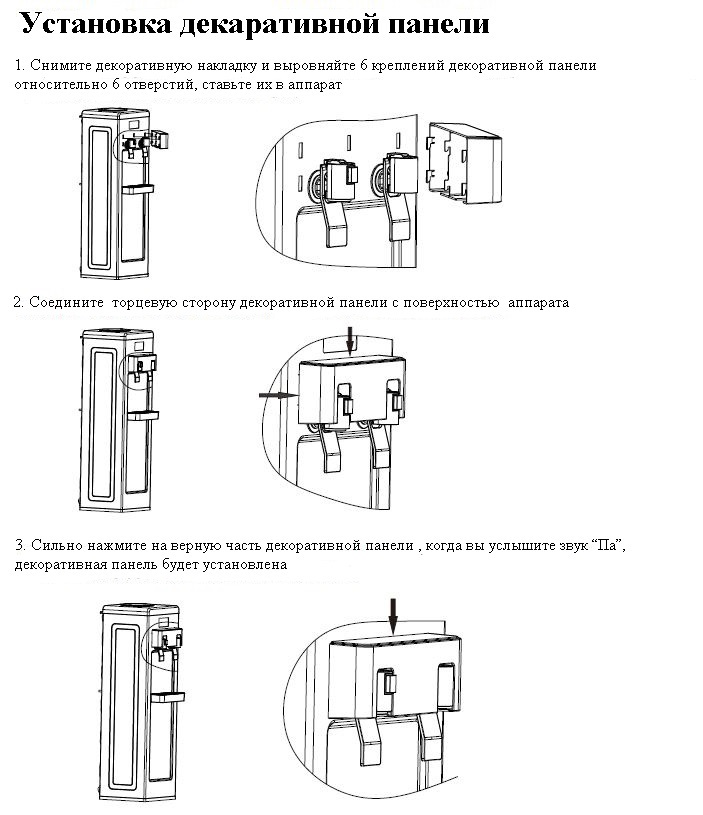 Установка декаративной панели
1. Снимите декоративную накладку и выровняйте 6 креплений декоративной панели
относительно 6 отверстий, ставьте их в аппарат
2. Соедините торцевую сторону декоративной панели с поверхностью аппарата
3. Сильно нажмите на верную часть декоративной панели , когда вы услышите звук “Па”,
декоративная панель будет установлена